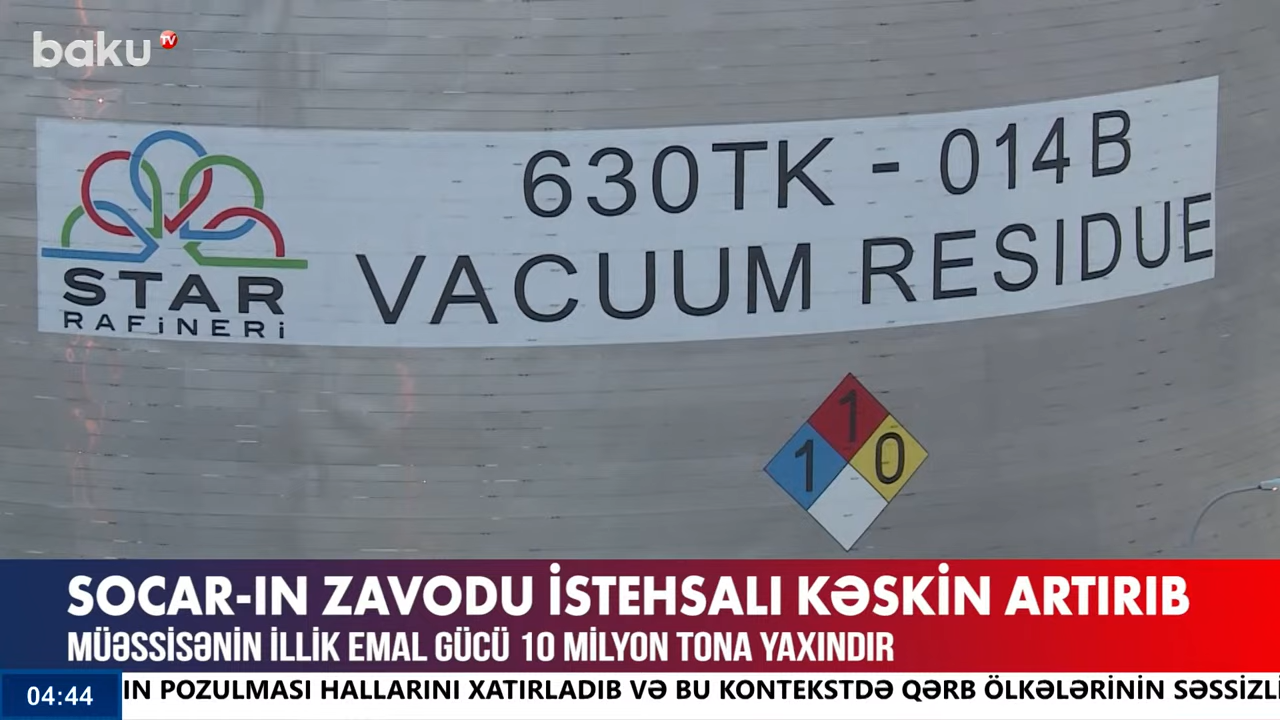 baku TV
630TK - 014B
VACUUM RESIDUE
STAR
RAFiNERi
1
1 0
SOCAR-IN ZAVODU İSTEHSALI KƏSKİN ARTIRIB
MÜƏSSİSƏNİN İLLİK EMAL GÜCÜ 10 MİLYON TONA YAXINDIR
04:44 IN POZULMASI HALLARINI XATIRLADIB VƏ BU KONTEKSTDƏ QƏRB ÖLKƏLƏRİNİN SƏSSİZLİ